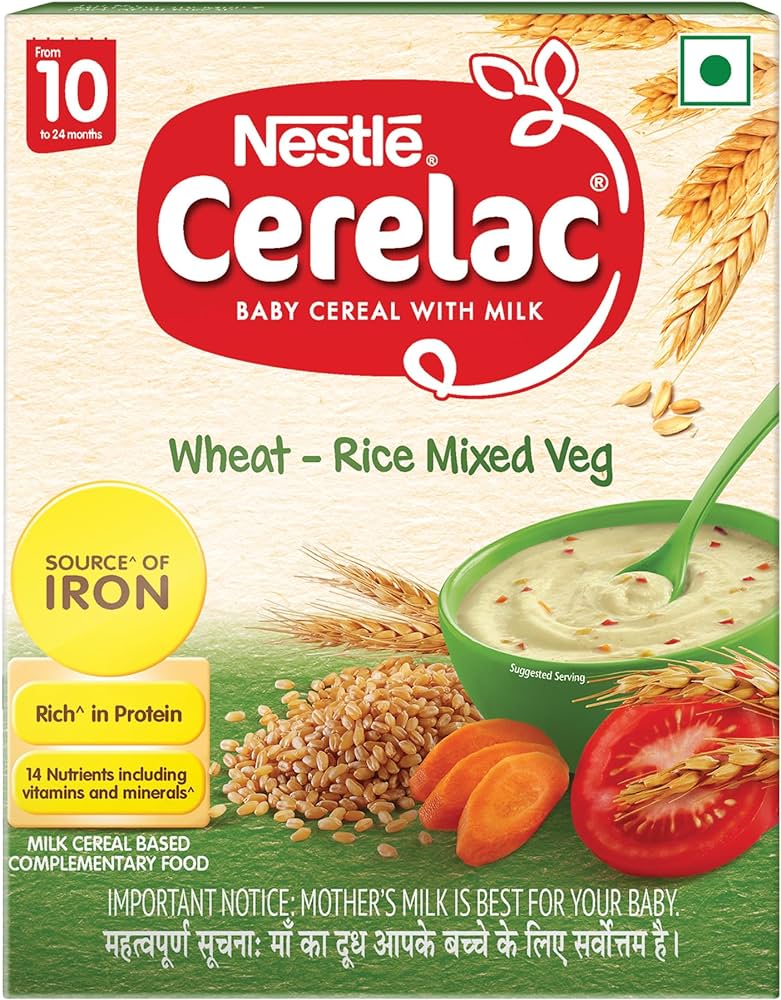 From
10
to 24 months
Nestlé®
Cerelac®
BABY CEREAL WITH MILK
Wheat - Rice Mixed Veg
SOURCE^ OF
IRON
Rich^ in Protein
14 Nutrients including
vitamins and minerals^
MILK CEREAL BASED
COMPLEMENTARY FOOD
Suggested Serving
IMPORTANT NOTICE: MOTHER'S MILK IS BEST FOR YOUR BABY.
महत्वपूर्ण सूचना: माँ का दूध आपके बच्चे के लिए सर्वोत्तम है।